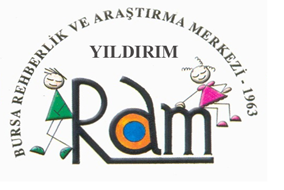 BURSA REHBERLİK VE ARAŞTIRMA MERKEZİ - 1963
YILDIRIM
Ram